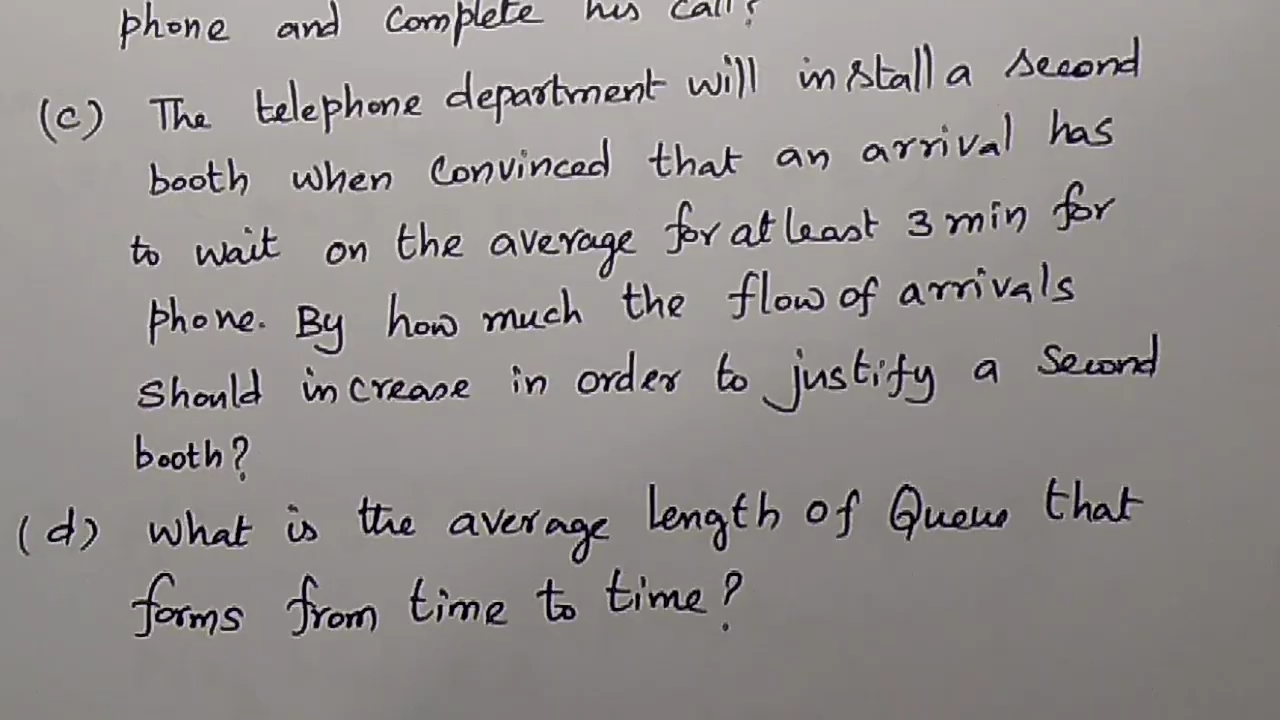 phone and complete his call?
(c) The telephone department will install a second
booth when convinced that an arrival has
to wait on the average for atleast 3 min for
phone. By how much the flow of arrivals
should increase in order to justify a second
booth?
(d) What is the average length of Queue that
forms from time to time?